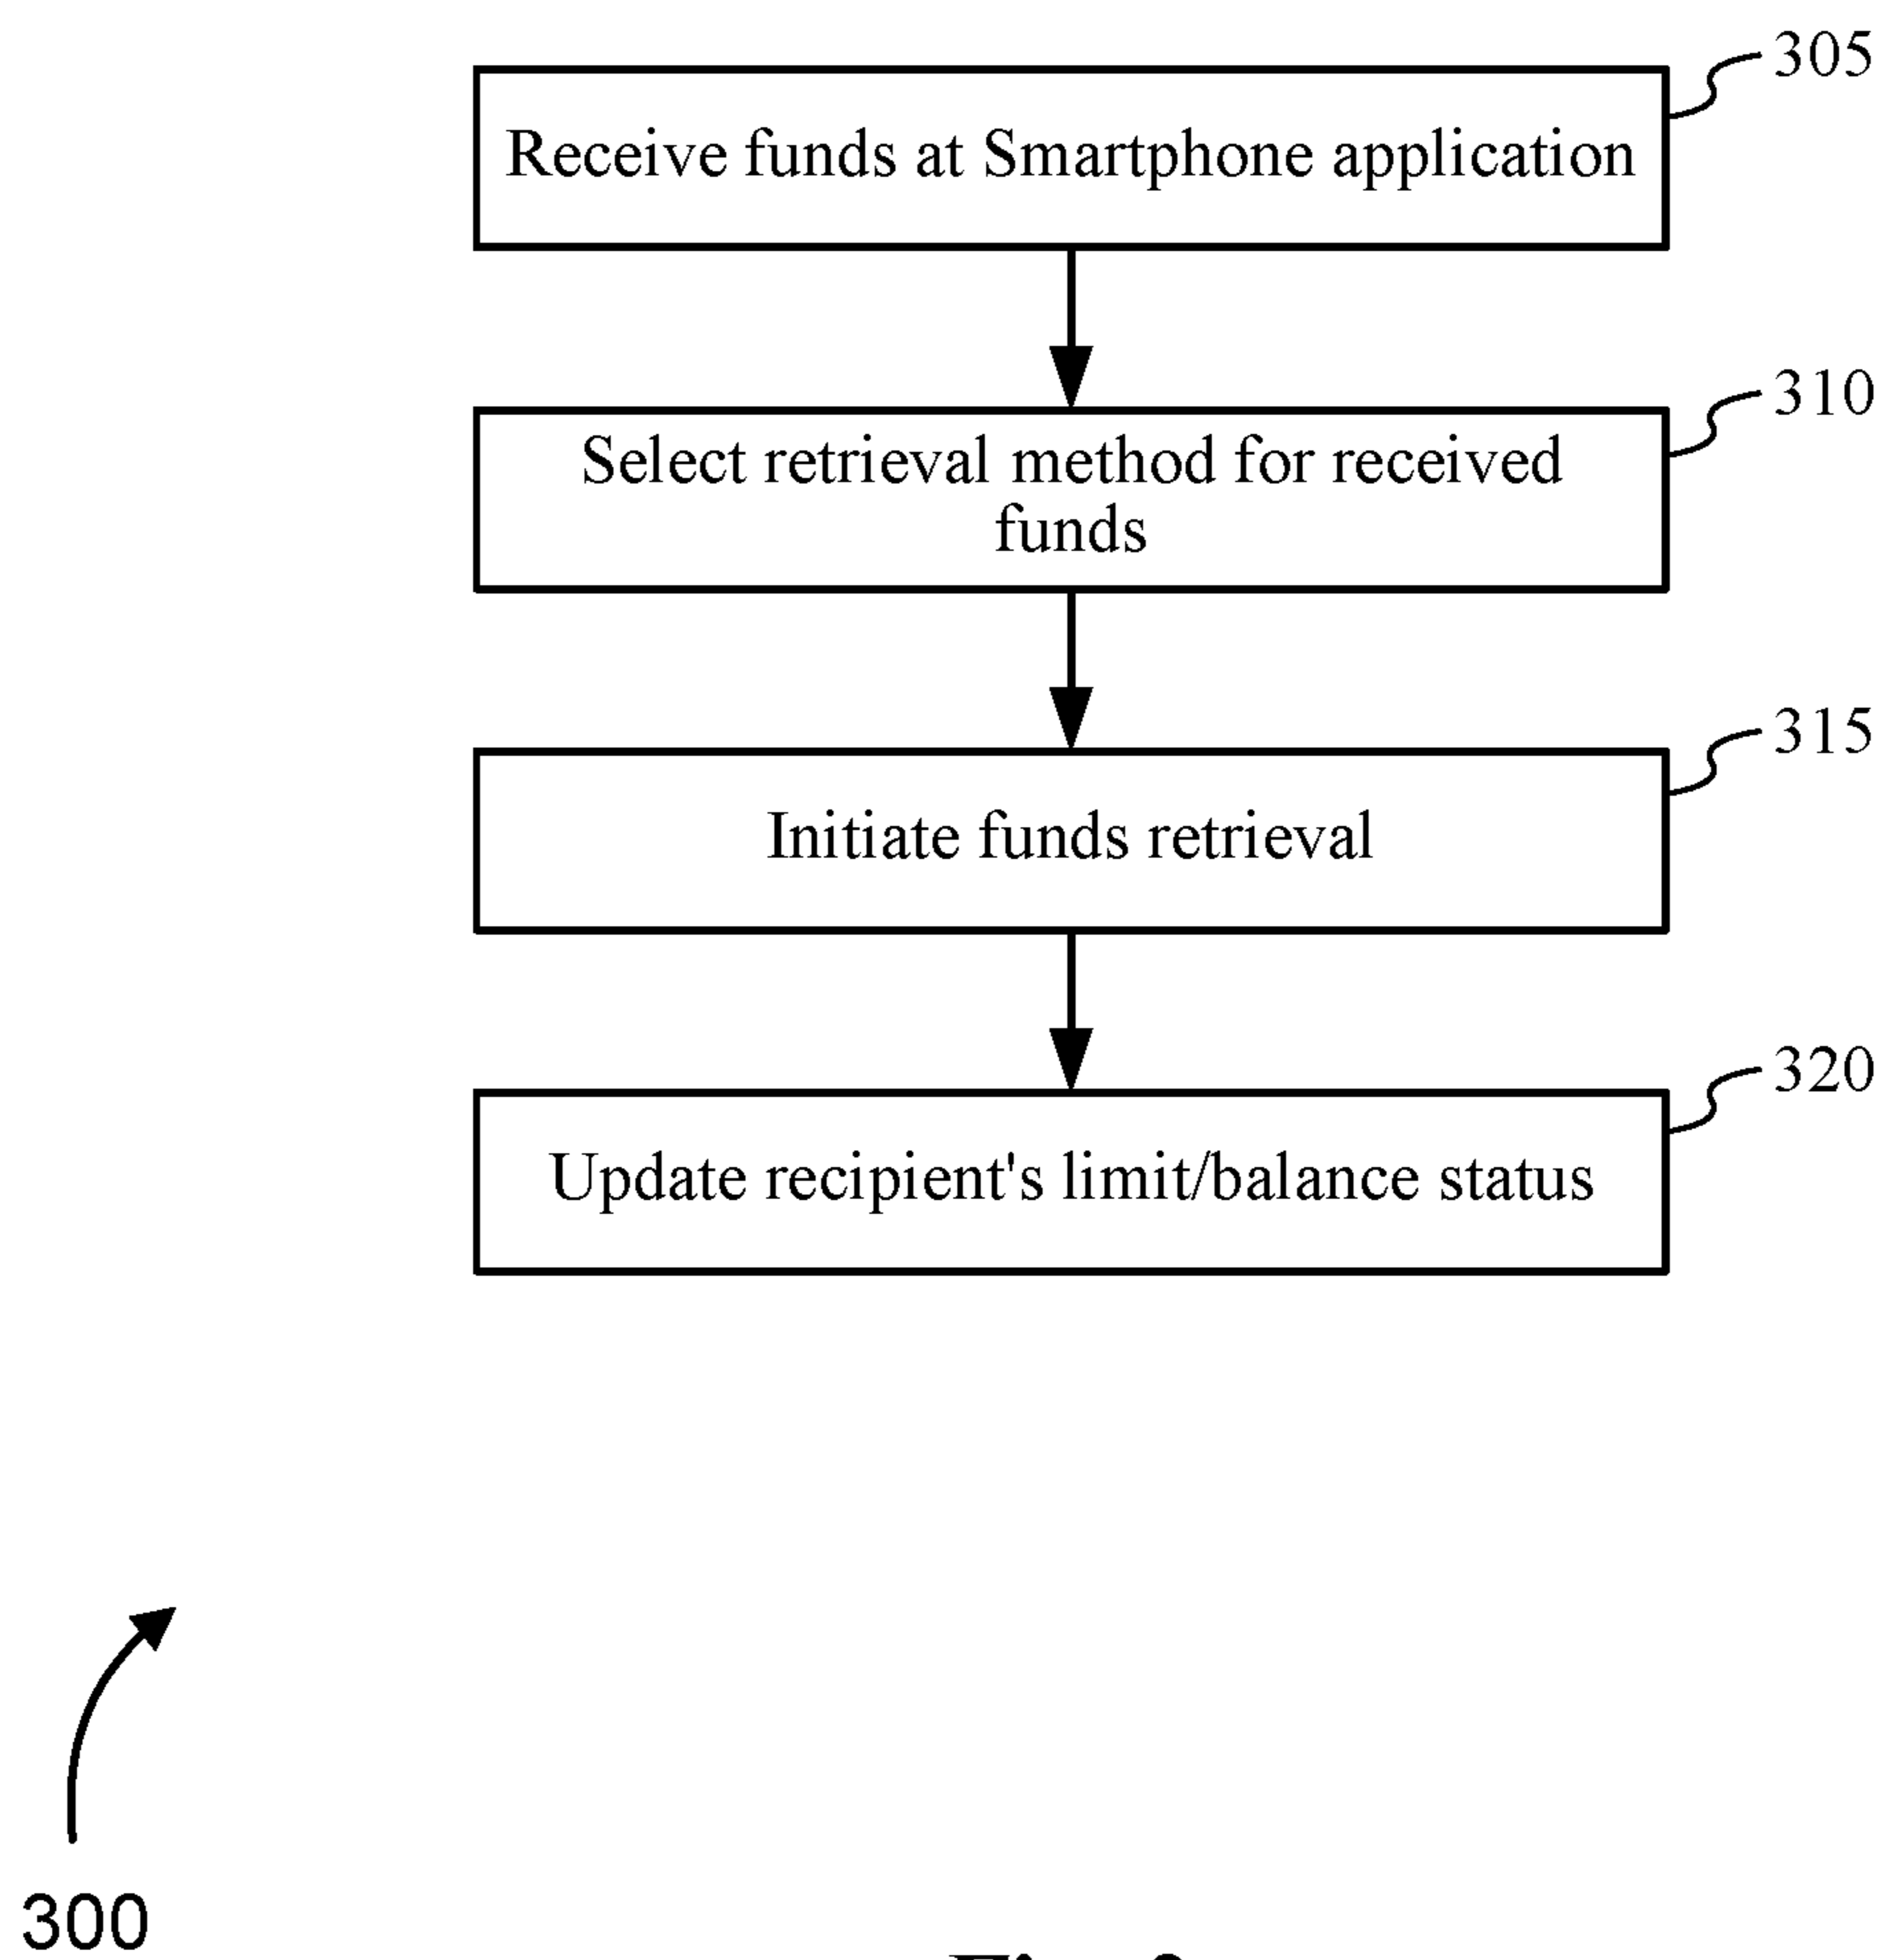 305
Receive funds at Smartphone application
310
Select retrieval method for received
funds
315
Initiate funds retrieval
320
Update recipient's limit/balance status
300